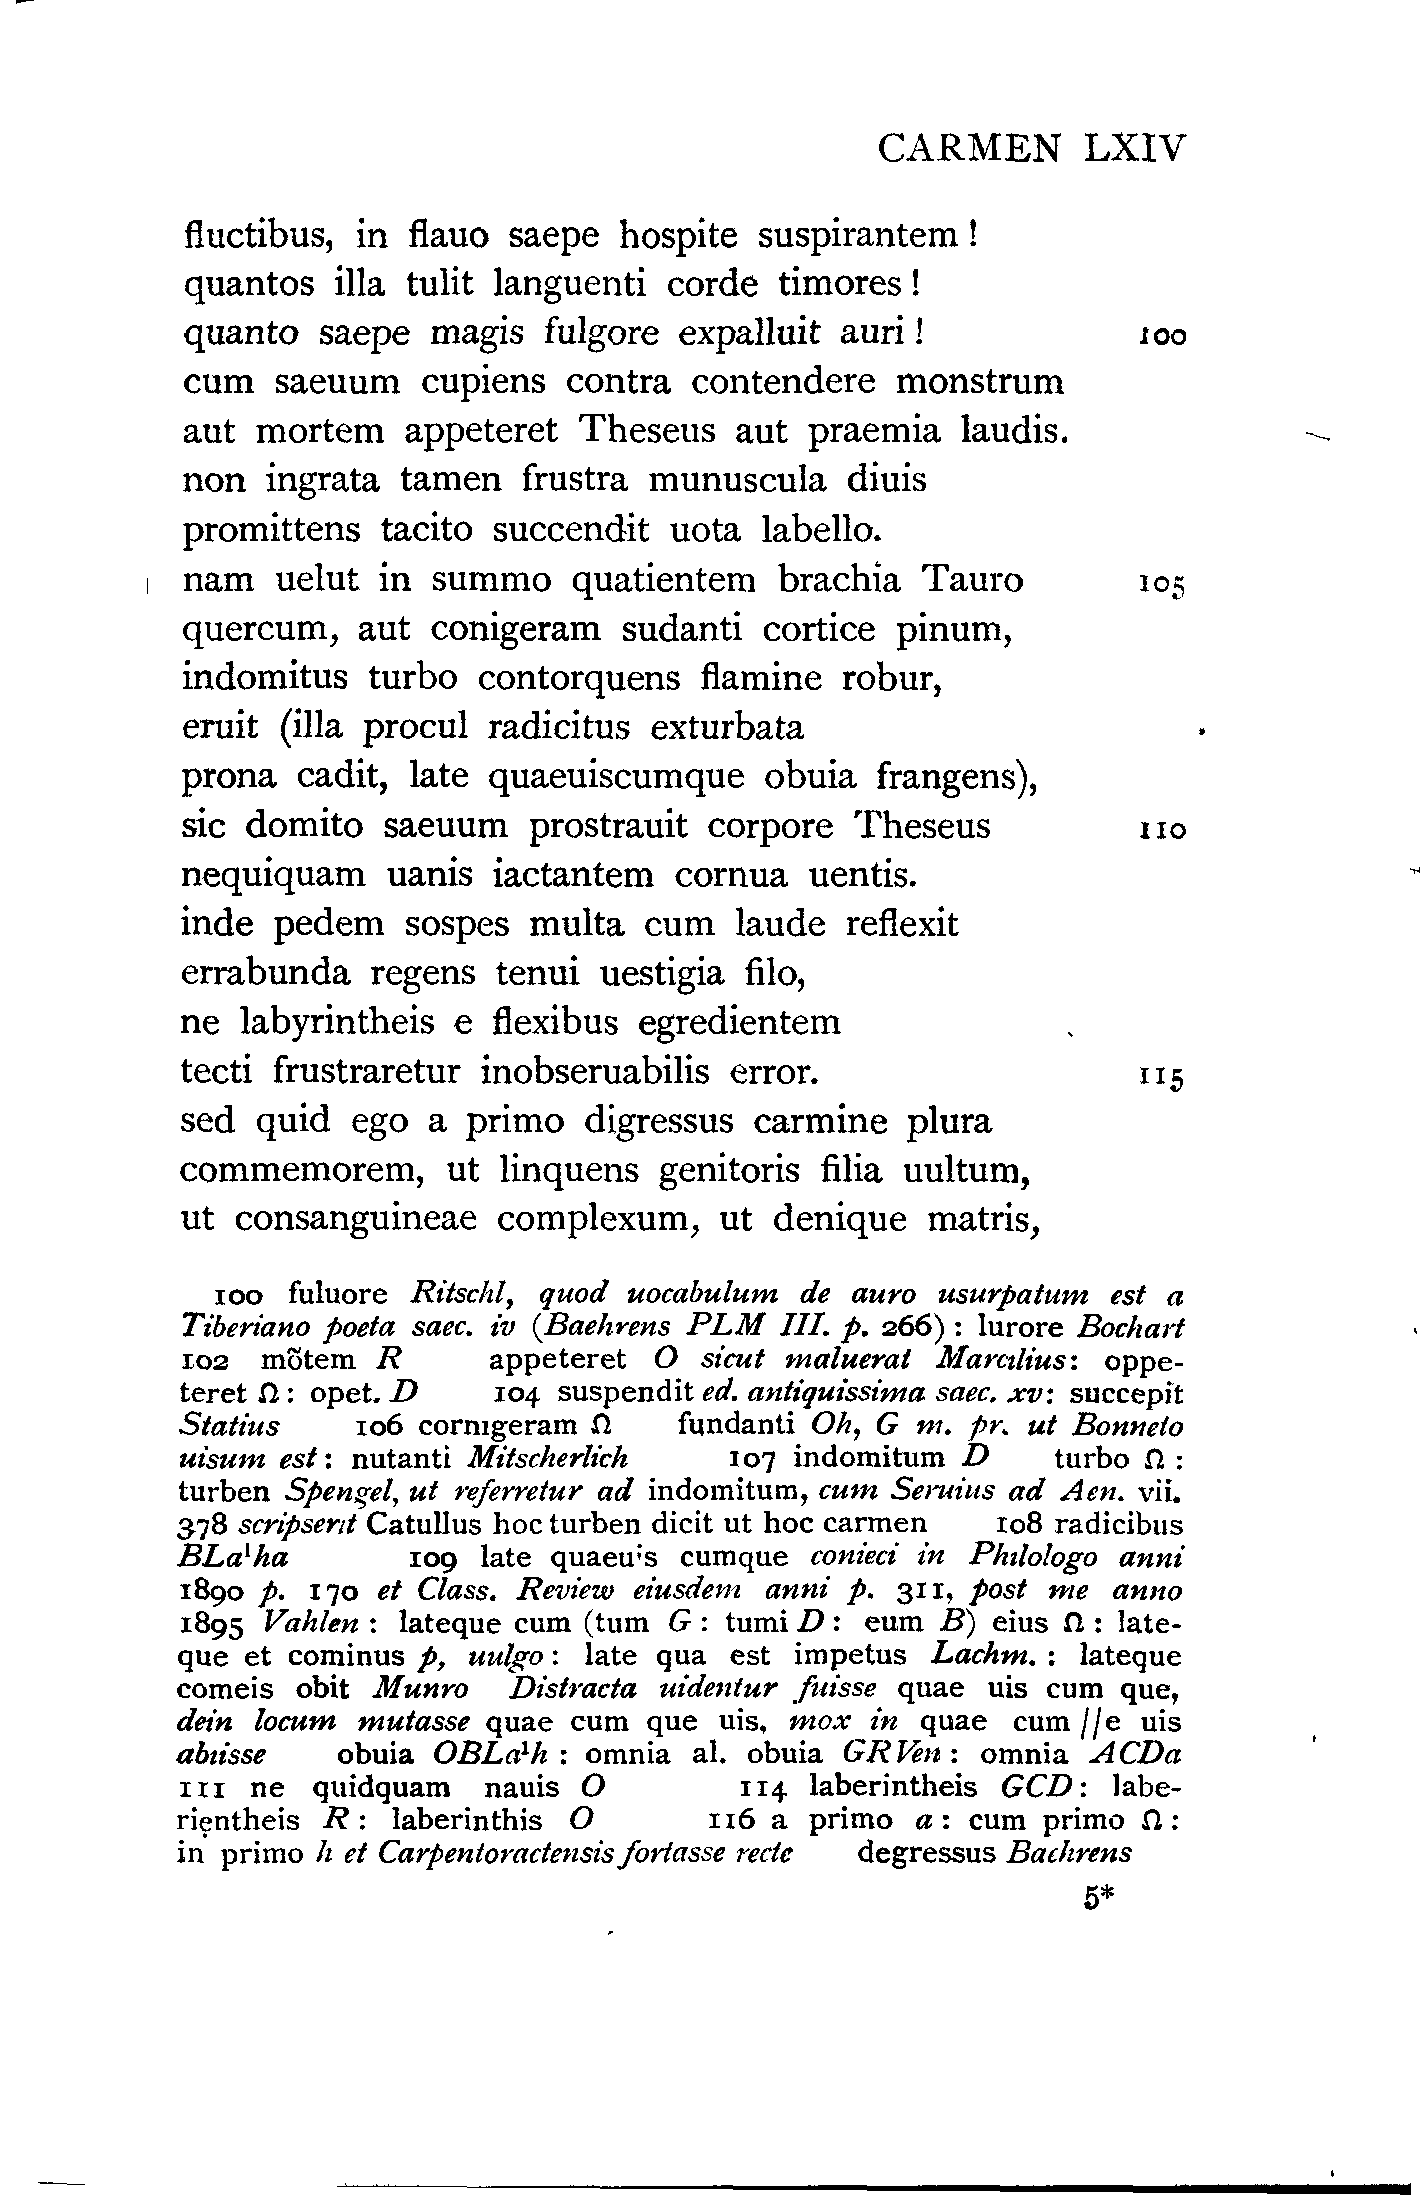 CARMEN LXIV
fluctibus, in flauo saepe hospite suspirantem !
quantos illa tulit languenti corde timores !
quanto saepe magis fulgore expalluit auri ! 100
cum saeuum cupiens contra contendere monstrum
aut mortem appeteret Theseus aut praemia laudis.
non ingrata tamen frustra munuscula diuis
promittens tacito succendit uota labello.
nam uelut in summo quatientem brachia Tauro 105
quercum, aut conigeram sudanti cortice pinum,
indomitus turbo contorquens flamine robur,
eruit (illa procul radicitus exturbata
prona cadit, late quaeuiscumque obuia frangens),
sic domito saeuum prostrauit corpore Theseus 110
nequiquam uanis iactantem cornua uentis.
inde pedem sospes multa cum laude reflexit
errabunda regens tenui uestigia filo,
ne labyrintheis e flexibus egredientem
tecti frustraretur inobseruabilis error. 115
sed quid ego a primo digressus carmine plura
commemorem, ut linquens genitoris filia uultum,
ut consanguineae complexum, ut denique matris,
100 fuluore Ritschl, quod uocabulum de auro usurpatum est a
Tiberiano poeta saec. iv (Baehrens PLM III. p. 266) : lurore Bochart
102 mõtem R appeteret O sicut maluerat Marcilius: oppe-
teret Ω : opet. D 104 suspendit ed. antiquissima saec. xv: succepit
Statius 106 cornigeram Ω fundanti Oh, G m. pr. ut Bonneto
uisum est : nutanti Mitscherlich 107 indomitum D turbo Ω :
turben Spengel, ut referretur ad indomitum, cum Seruius ad Aen. vii.
378 scripserit Catullus hoc turben dicit ut hoc carmen 108 radicibus
BLa¹ha 109 late quaeuis cumque conieci in Philologo anni
1890 p. 170 et Class. Review eiusdem anni p. 311, post me anno
1895 Vahlen : lateque cum (tum G : tumi D : eum B) eius Ω : late-
que et cominus p, uulgo : late qua est impetus Lachm. : lateque
comeis obit Munro Distracta uidentur fuisse quae uis cum que,
dein locum mutasse quae cum que uis, mox in quae cum //e uis
abiisse obuia OBLa¹h : omnia al. obuia GRVen : omnia ACDa
111 ne quidquam nauis O 114 laberintheis GCD : labe-
riẹntheis R : laberinthis O 116 a primo a : cum primo Ω :
in primo h et Carpentoractensis fortasse recte degressus Baehrens
5*